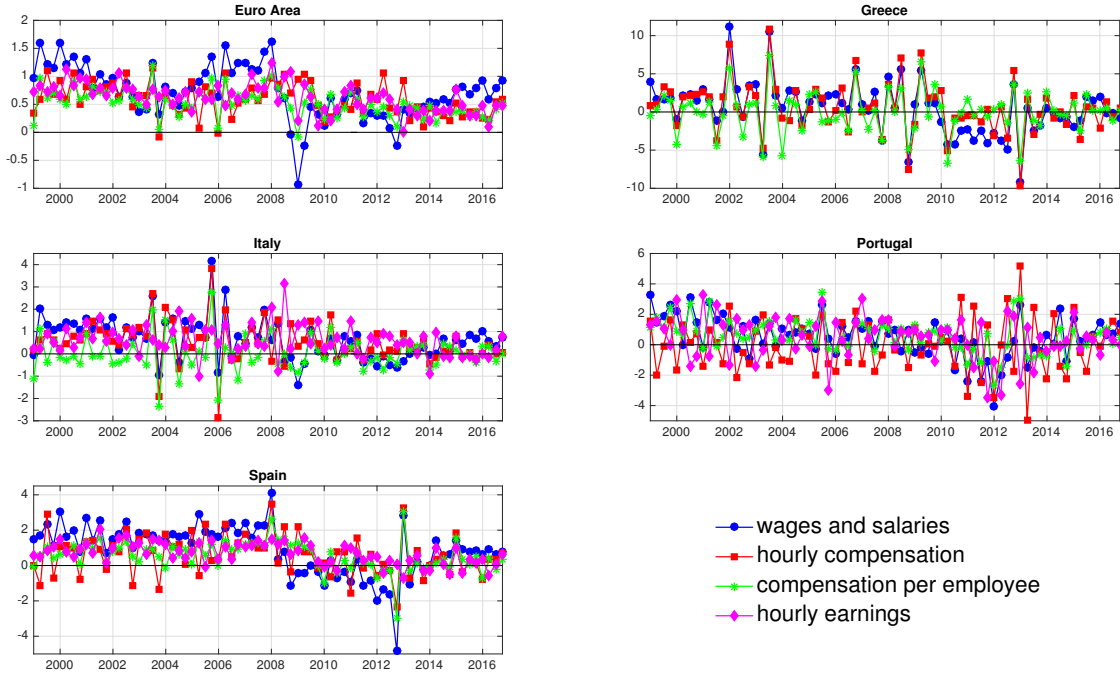 Euro Area
2
1.5
1
0.5
0
-0.5
-1
2000 2002 2004 2006 2008 2010 2012 2014 2016
Greece
10
5
0
-5
-10
2000 2002 2004 2006 2008 2010 2012 2014 2016
Italy
4
3
2
1
0
-1
-2
-3
2000 2002 2004 2006 2008 2010 2012 2014 2016
Portugal
6
4
2
0
-2
-4
2000 2002 2004 2006 2008 2010 2012 2014 2016
Spain
4
2
0
-2
-4
2000 2002 2004 2006 2008 2010 2012 2014 2016
wages and salaries
hourly compensation
compensation per employee
hourly earnings